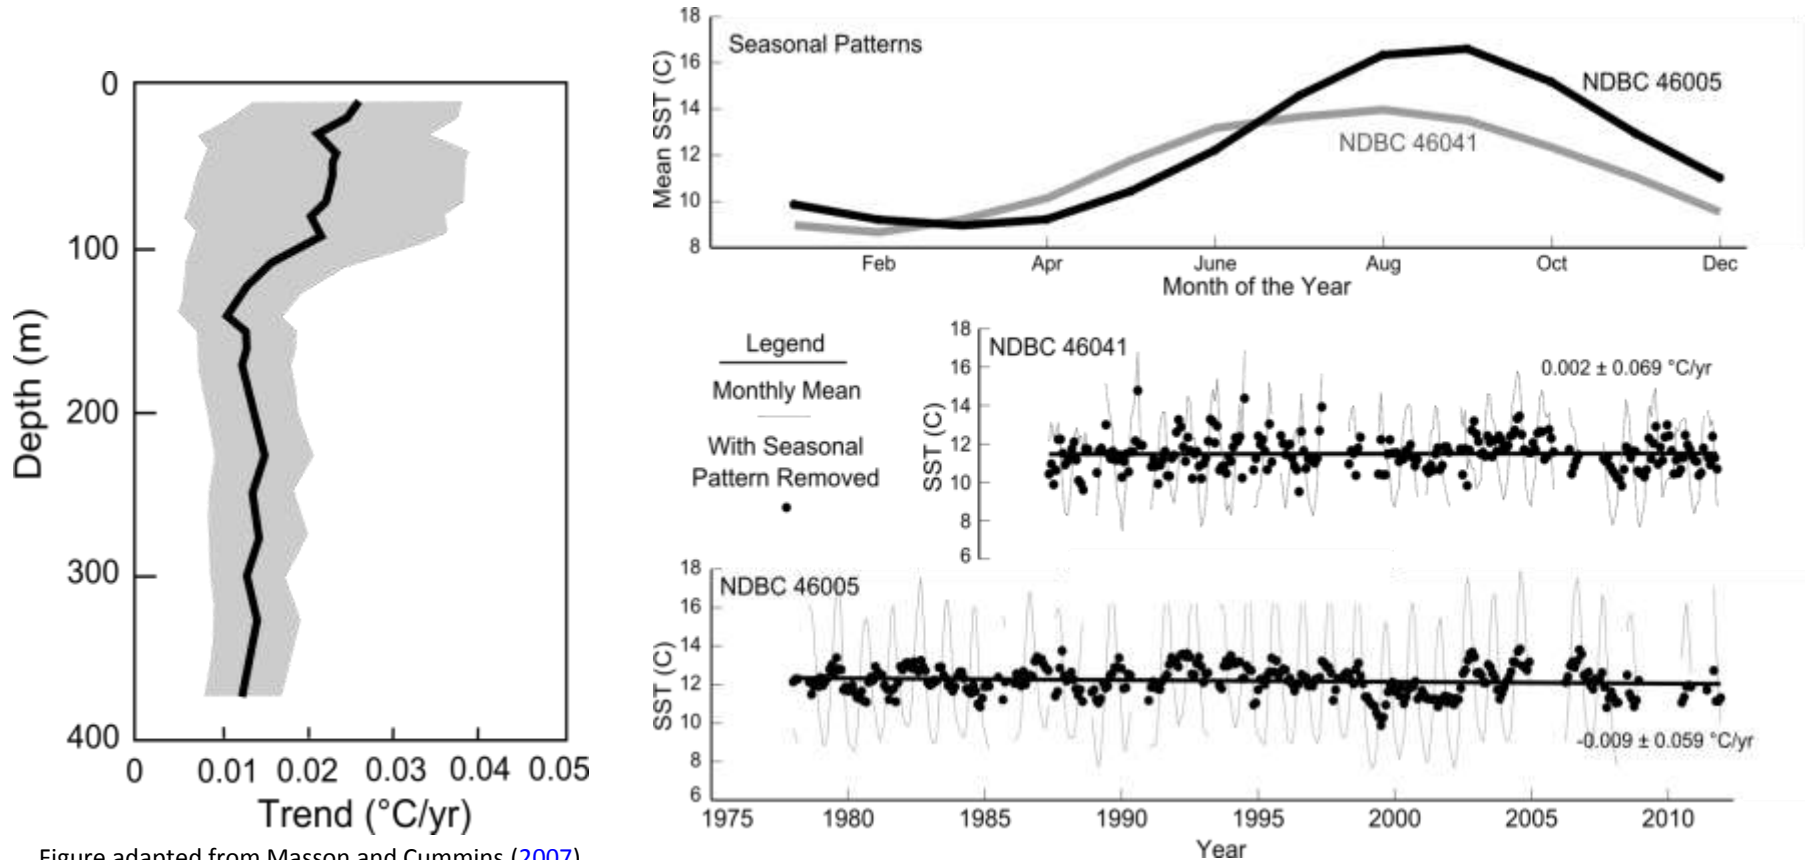 0
100
200
300
400
Depth (m)
0 0.01 0.02 0.03 0.04 0.05
Trend (°C/yr)
Figure adapted from Masson and Cummins (2007)
18
16
14
12
10
8
Mean SST (C)
Seasonal Patterns
NDBC 46005
NDBC 46041
Feb Apr June Aug Oct Dec
Month of the Year
Legend
Monthly Mean
With Seasonal
Pattern Removed
18
16
14
12
10
8
6
SST (C)
NDBC 46041
0.002 ± 0.069 °C/yr
18
16
14
12
10
8
6
SST (C)
NDBC 46005
-0.009 ± 0.059 °C/yr
1975 1980 1985 1990 1995 2000 2005 2010
Year